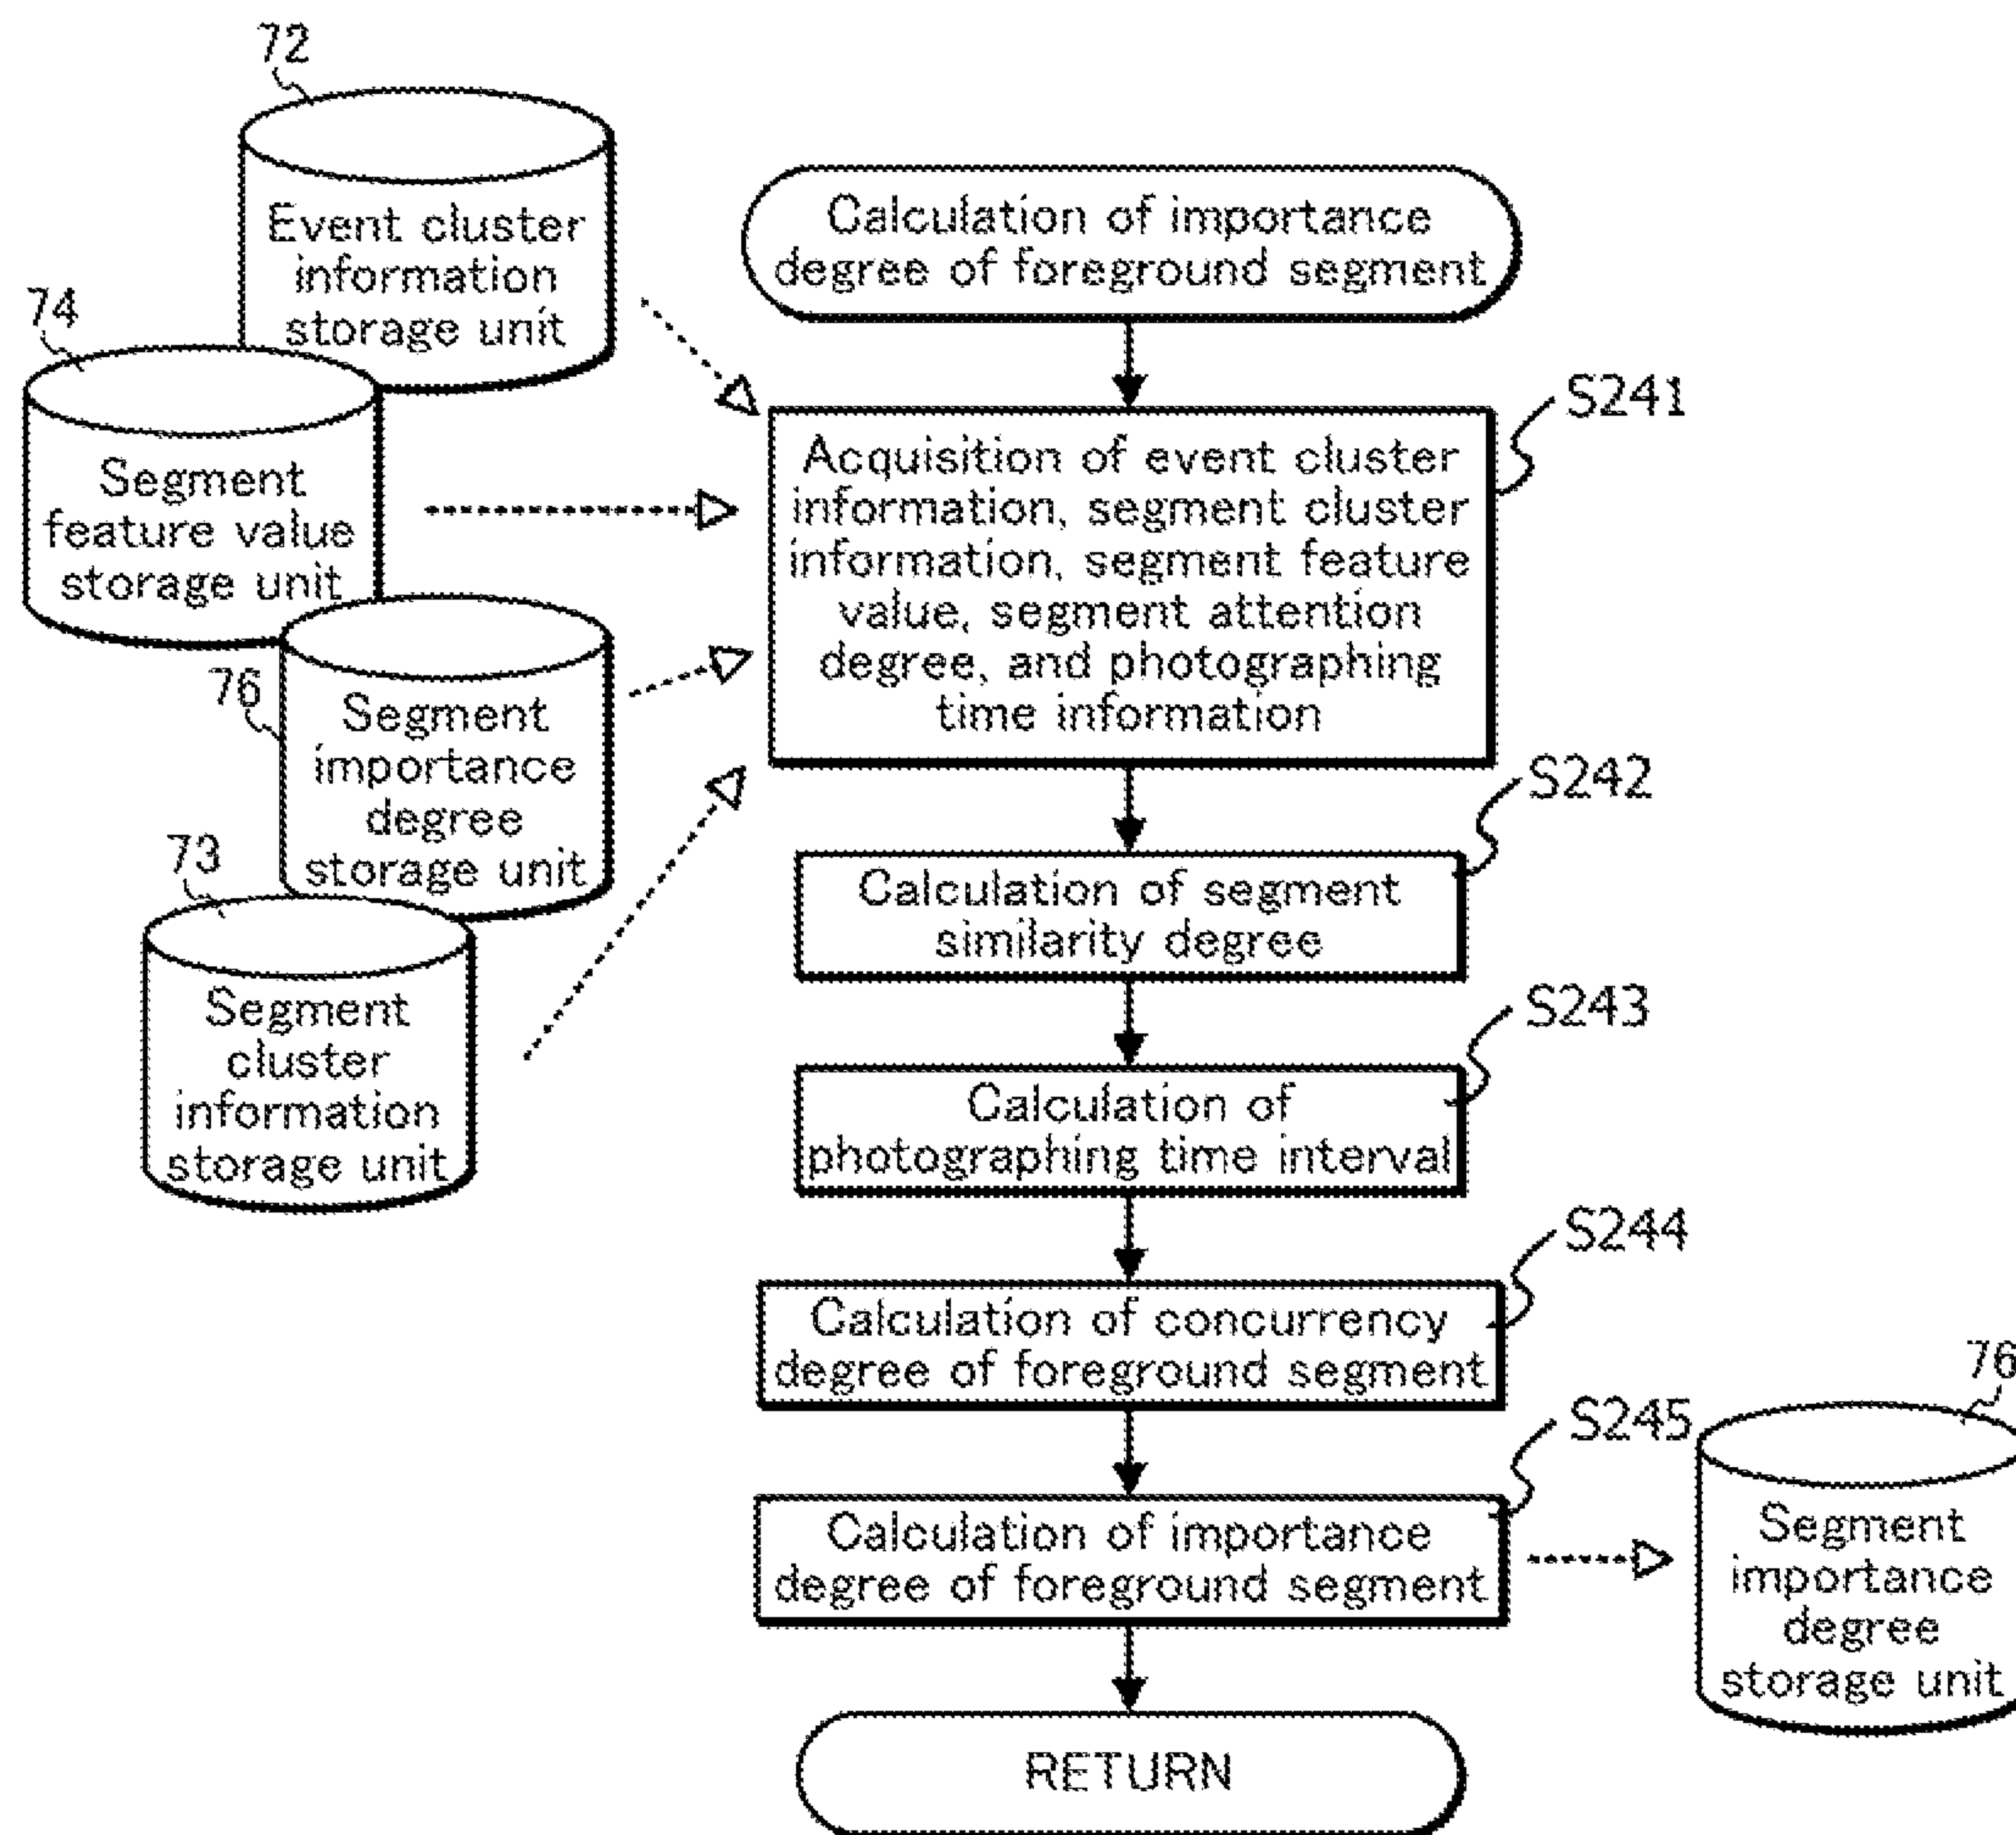 72
Event cluster
information
storage unit
74
Segment
feature value
storage unit
76
Segment
importance
degree
storage unit
73
Segment
cluster
information
storage unit
Calculation of importance
degree of foreground segment
S241
Acquisition of event cluster
information, segment cluster
information, segment feature
value, segment attention
degree, and photographing
time information
S242
Calculation of segment
similarity degree
S243
Calculation of
photographing time interval
S244
Calculation of concurrency
degree of foreground segment
S245
Calculation of importance
degree of foreground segment
76
Segment
importance
degree
storage unit
RETURN